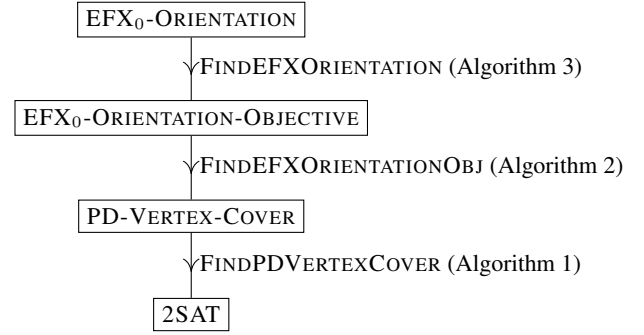 EFX₀-ORIENTATION
FINDEFXORIENTATION (Algorithm 3)
EFX₀-ORIENTATION-OBJECTIVE
FINDEFXORIENTATIONOBJ (Algorithm 2)
PD-VERTEX-COVER
FINDPDVERTEXCOVER (Algorithm 1)
2SAT